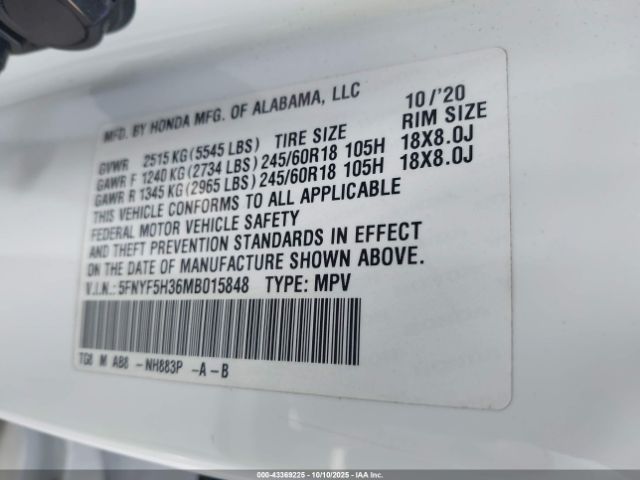 MFD. BY HONDA MFG. OF ALABAMA, LLC 10/'20
GVWR 2515 KG (5545 LBS) TIRE SIZE RIM SIZE
GAWR F 1240 KG (2734 LBS) 245/60R18 105H 18X8.0J
GAWR R 1345 KG (2965 LBS) 245/60R18 105H 18X8.0J
THIS VEHICLE CONFORMS TO ALL APPLICABLE
FEDERAL MOTOR VEHICLE SAFETY
AND THEFT PREVENTION STANDARDS IN EFFECT
ON THE DATE OF MANUFACTURE SHOWN ABOVE.
V.I.N.: 5FNYF5H36MB015848 TYPE: MPV
TG8 M AB8 -NH883P -A-B
000-43369225 - 10/10/2025 - IAA Inc.